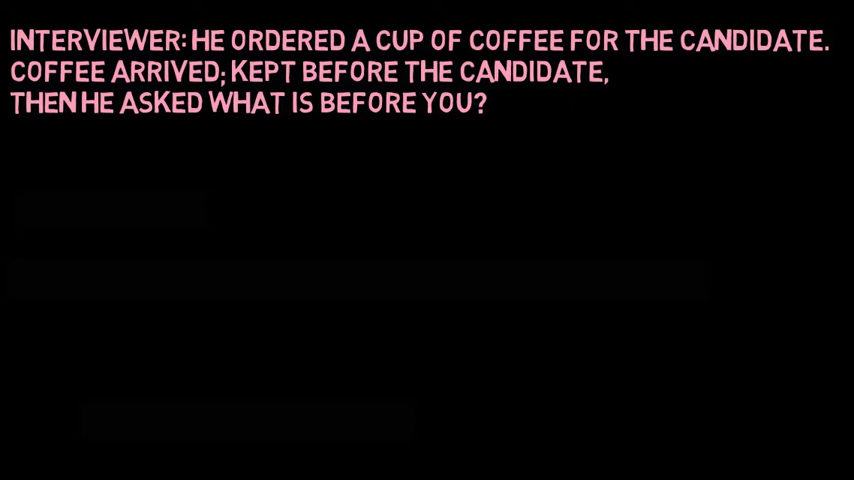 INTERVIEWER: HE ORDERED A CUP OF COFFEE FOR THE CANDIDATE.
COFFEE ARRIVED; KEPT BEFORE THE CANDIDATE,
THEN HE ASKED WHAT IS BEFORE YOU?